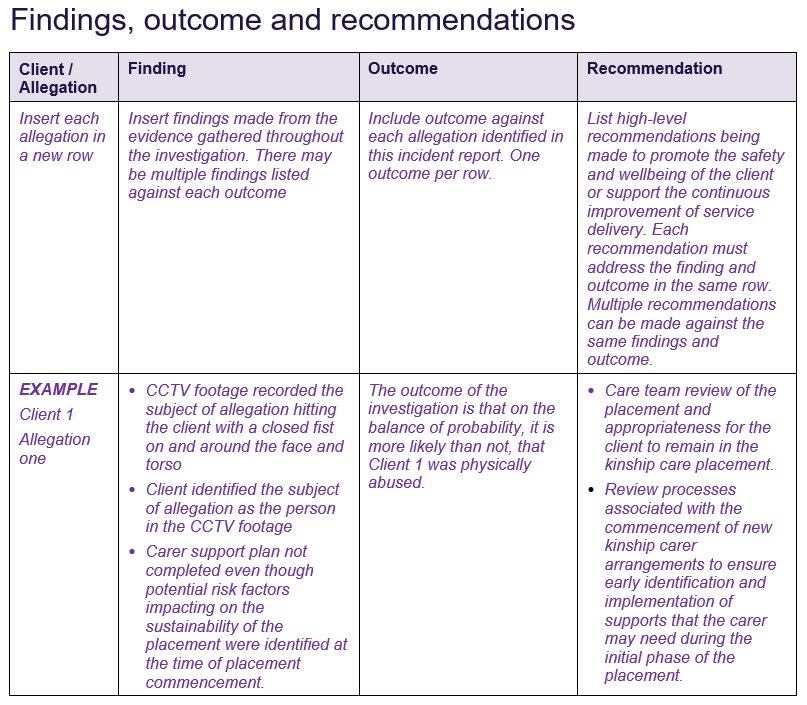 Findings, outcome and recommendations
Client /
Allegation
Finding
Outcome
Recommendation
Insert each
allegation in
a new row
Insert findings made from the
evidence gathered throughout
the investigation. There may
be multiple findings listed
against each outcome
Include outcome against
each allegation identified in
this incident report. One
outcome per row.
List high-level
recommendations being
made to promote the safety
and wellbeing of the client
or support the continuous
improvement of service
delivery. Each
recommendation must
address the finding and
outcome in the same row.
Multiple recommendations
can be made against the
same findings and
outcome.
EXAMPLE
Client 1
Allegation
one
• CCTV footage recorded the
subject of allegation hitting
the client with a closed fist
on and around the face and
torso
• Client identified the subject
of allegation as the person
in the CCTV footage
• Carer support plan not
completed even though
potential risk factors
impacting on the
sustainability of the
placement were identified at
the time of placement
commencement.
The outcome of the
investigation is that on the
balance of probability, it is
more likely than not, that
Client 1 was physically
abused.
• Care team review of the
placement and
appropriateness for the
client to remain in the
kinship care placement.
• Review processes
associated with the
commencement of new
kinship carer
arrangements to ensure
early identification and
implementation of
supports that the carer
may need during the
initial phase of the
placement.